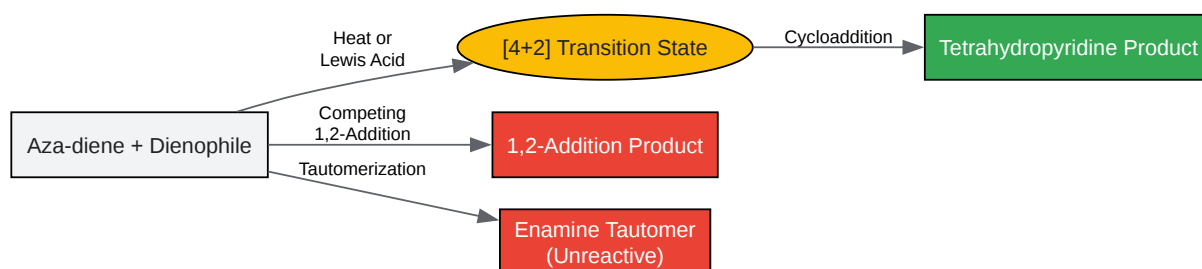 Heat or
Lewis Acid
[4+2] Transition State
Cycloaddition
Tetrahydropyridine Product
Aza-diene + Dienophile
Competing
1,2-Addition
1,2-Addition Product
Tautomerization
Enamine Tautomer
(Unreactive)